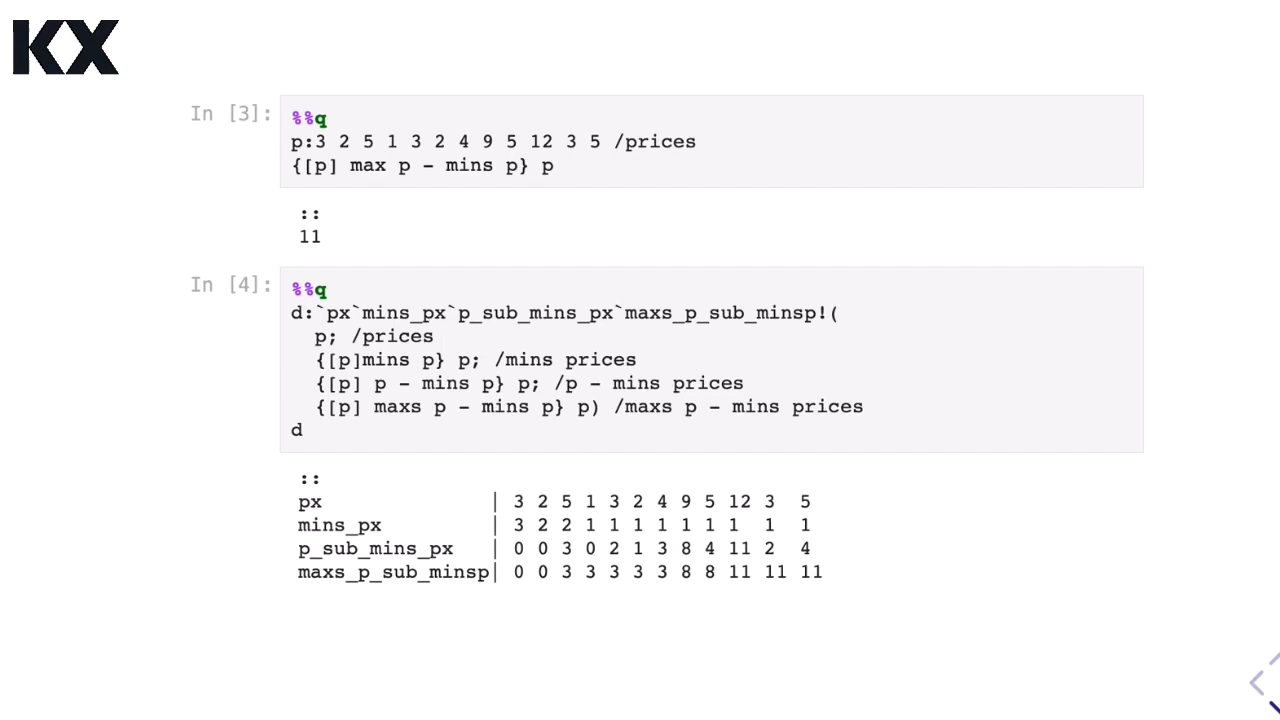 KX
In [3]:
%%q
p:3 2 5 1 3 2 4 9 5 12 3 5 /prices
{[p] max p - mins p} p
::
11
In [4]:
%%q
d:`px`mins_px`p_sub_mins_px`maxs_p_sub_minsp!(
  p; /prices
  {[p]mins p} p; /mins prices
  {[p] p - mins p} p; /p - mins prices
  {[p] maxs p - mins p} p) /maxs p - mins prices
d
::
px              | 3 2 5 1 3 2 4 9 5 12 3  5
mins_px         | 3 2 2 1 1 1 1 1 1 1  1  1
p_sub_mins_px   | 0 0 3 0 2 1 3 8 4 11 2  4
maxs_p_sub_minsp| 0 0 3 3 3 3 3 8 8 11 11 11